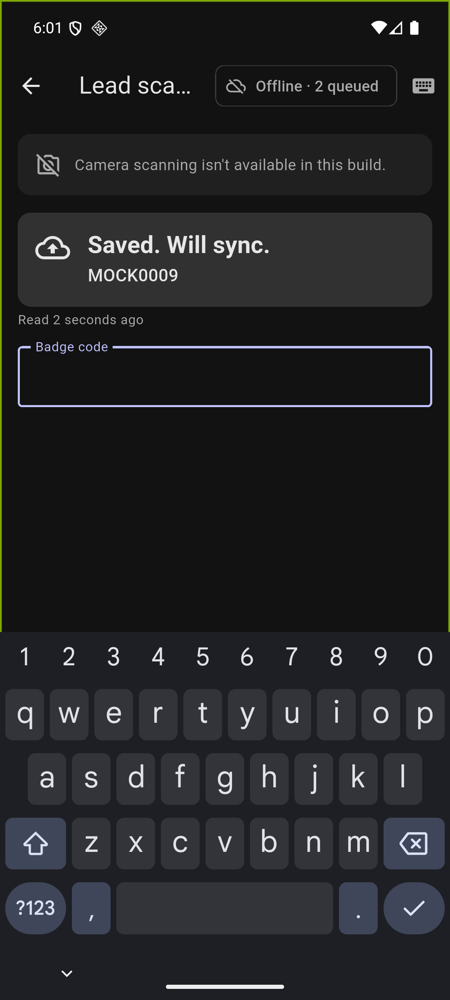 6:01
Lead sca...
Offline · 2 queued
Camera scanning isn't available in this build.
Saved. Will sync.
MOCK0009
Read 2 seconds ago
Badge code
1 2 3 4 5 6 7 8 9 0
q w e r t y u i o p
a s d f g h j k l
z x c v b n m
?123 , .